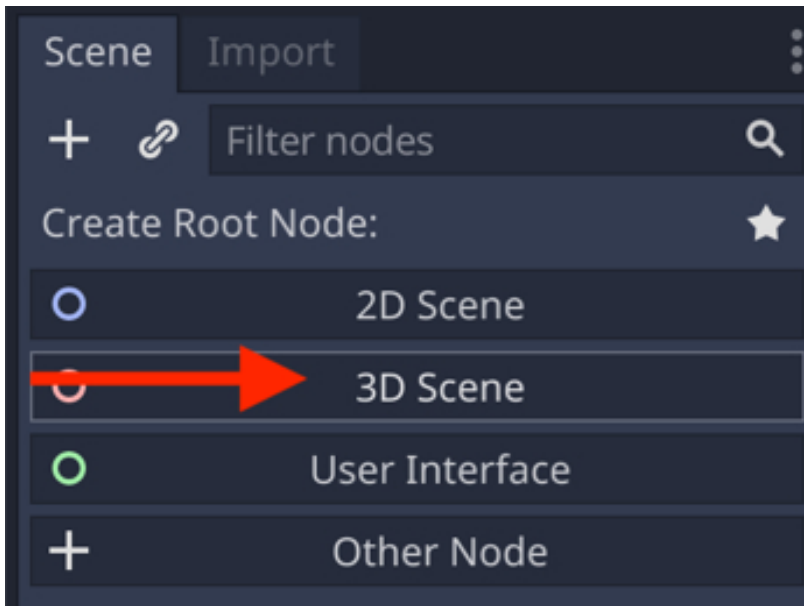 Scene Import
Filter nodes
Create Root Node:
2D Scene
3D Scene
User Interface
Other Node